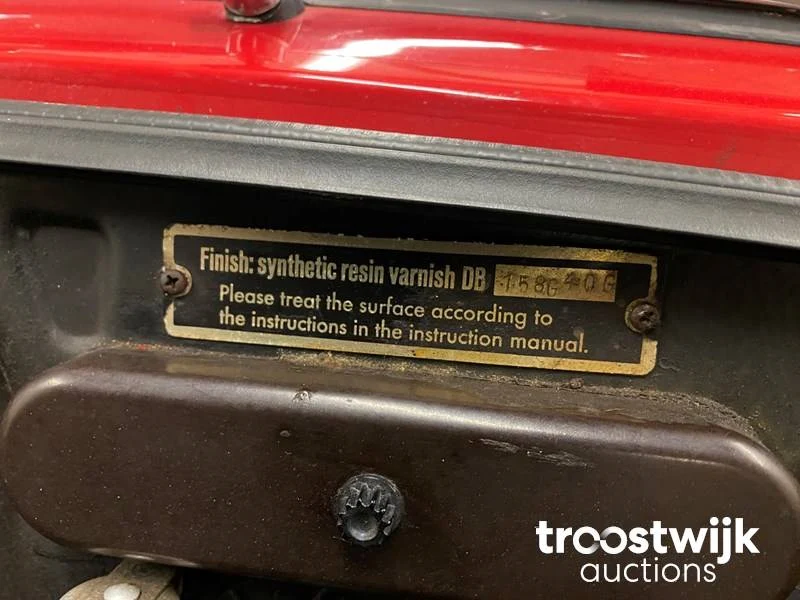 Finish: synthetic resin varnish DB 158G 40G
Please treat the surface according to
the instructions in the instruction manual.
troostwijk
auctions